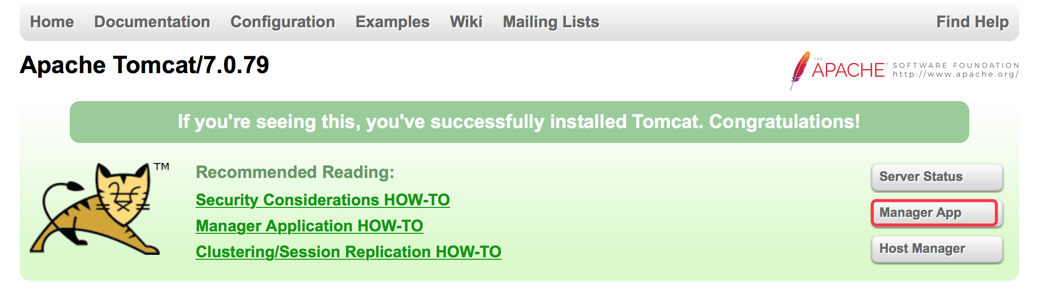 Home Documentation Configuration Examples Wiki Mailing Lists Find Help
Apache Tomcat/7.0.79
THE
APACHE SOFTWARE FOUNDATION
http://www.apache.org/
If you're seeing this, you've successfully installed Tomcat. Congratulations!
TM
Recommended Reading:
Security Considerations HOW-TO
Manager Application HOW-TO
Clustering/Session Replication HOW-TO
Server Status
Manager App
Host Manager